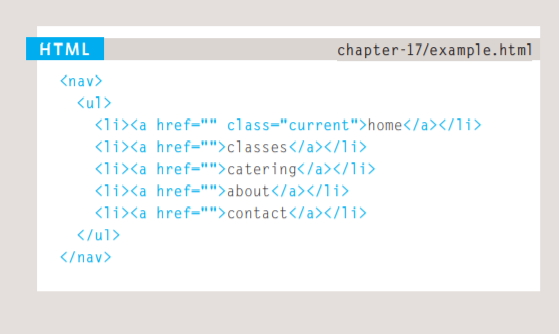 HTML
chapter-17/example.html
<nav>
<ul>
<li><a href="" class="current">home</a></li>
<li><a href="">classes</a></li>
<li><a href="">catering</a></li>
<li><a href="">about</a></li>
<li><a href="">contact</a></li>
</ul>
</nav>